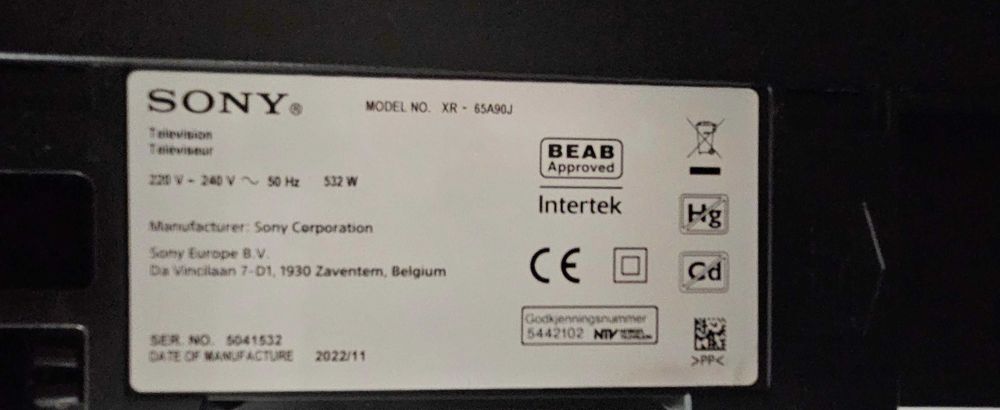 SONY®
MODEL NO. XR - 65A90J
Television
Téléviseur
220 V - 240 V ～ 50 Hz 532 W
Manufacturer: Sony Corporation
Sony Europe B.V.
Da Vincilaan 7-D1, 1930 Zaventem, Belgium
SER. NO. 5041532
DATE OF MANUFACTURE 2022/11
BEAB
Approved
Intertek
CE
Godkjenningsnummer
5442102 NTV
Hg
Cd
>PP<